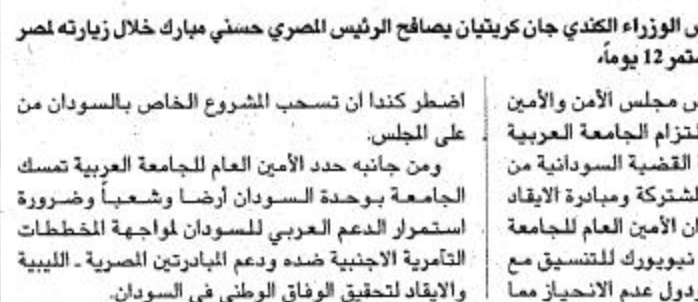 س الوزراء الكندي جان كريتيان يصافح الرئيس المصري حسني مبارك خلال زيارته لمصر
ستمر 12 يوماً،
ى مجلس الأمن والأمين
لتزام الجامعة العربية
القضية السودانية من
شتركة ومبادرة الايقاد
ان الأمين العام للجامعة
نيويورك للتنسيق مع
دول عدم الانحياز مما
اضطر كندا ان تسحب المشروع الخاص بالسودان من
على المجلس.
ومن جانبه حدد الأمين العام للجامعة العربية تمسك
الجامعة بوحدة السودان أرضا وشعباً وضرورة
استمرار الدعم العربي للسودان لمواجهة المخططات
التآمرية الاجنبية ضده ودعم المبادرتين المصرية ـ الليبية
والايقاد لتحقيق الوفاق الوطني في السودان.